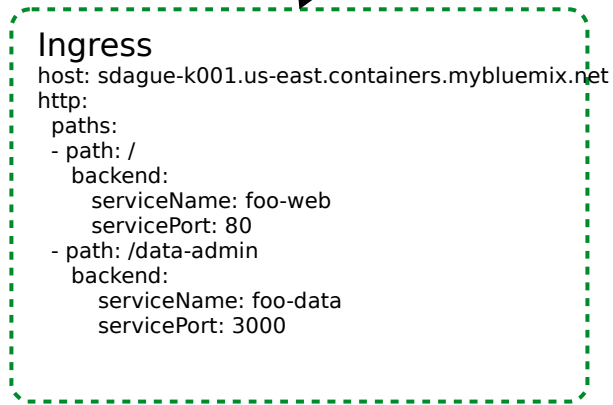 Ingress
host: sdague-k001.us-east.containers.mybluemix.net
http:
  paths:
  - path: /
    backend:
      serviceName: foo-web
      servicePort: 80
  - path: /data-admin
    backend:
      serviceName: foo-data
      servicePort: 3000